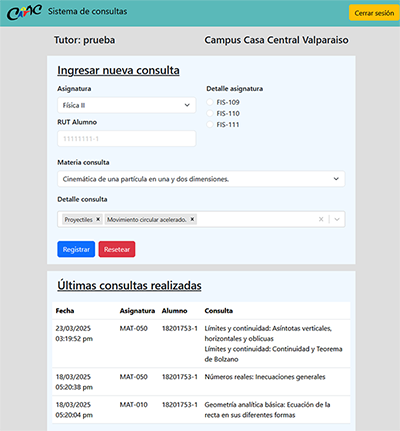 CIAC Sistema de consultas Cerrar sesión
Tutor: prueba Campus Casa Central Valparaiso
Ingresar nueva consulta
Asignatura Detalle asignatura
Física II
FIS-109
FIS-110
FIS-111
RUT Alumno
11111111-1
Materia consulta
Cinemática de una partícula en una y dos dimensiones.
Detalle consulta
Proyectiles × Movimiento circular acelerado. ×
Registrar Resetear
Últimas consultas realizadas
Fecha Asignatura Alumno Consulta
23/03/2025 MAT-050 18201753-1 Límites y continuidad: Asíntotas verticales,
03:19:52 pm horizontales y oblicuas
Límites y continuidad: Continuidad y Teorema
de Bolzano
18/03/2025 MAT-050 18201753-1 Números reales: Inecuaciones generales
05:20:38 pm
18/03/2025 MAT-010 18201753-1 Geometría analítica básica: Ecuación de la
05:20:04 pm recta en sus diferentes formas